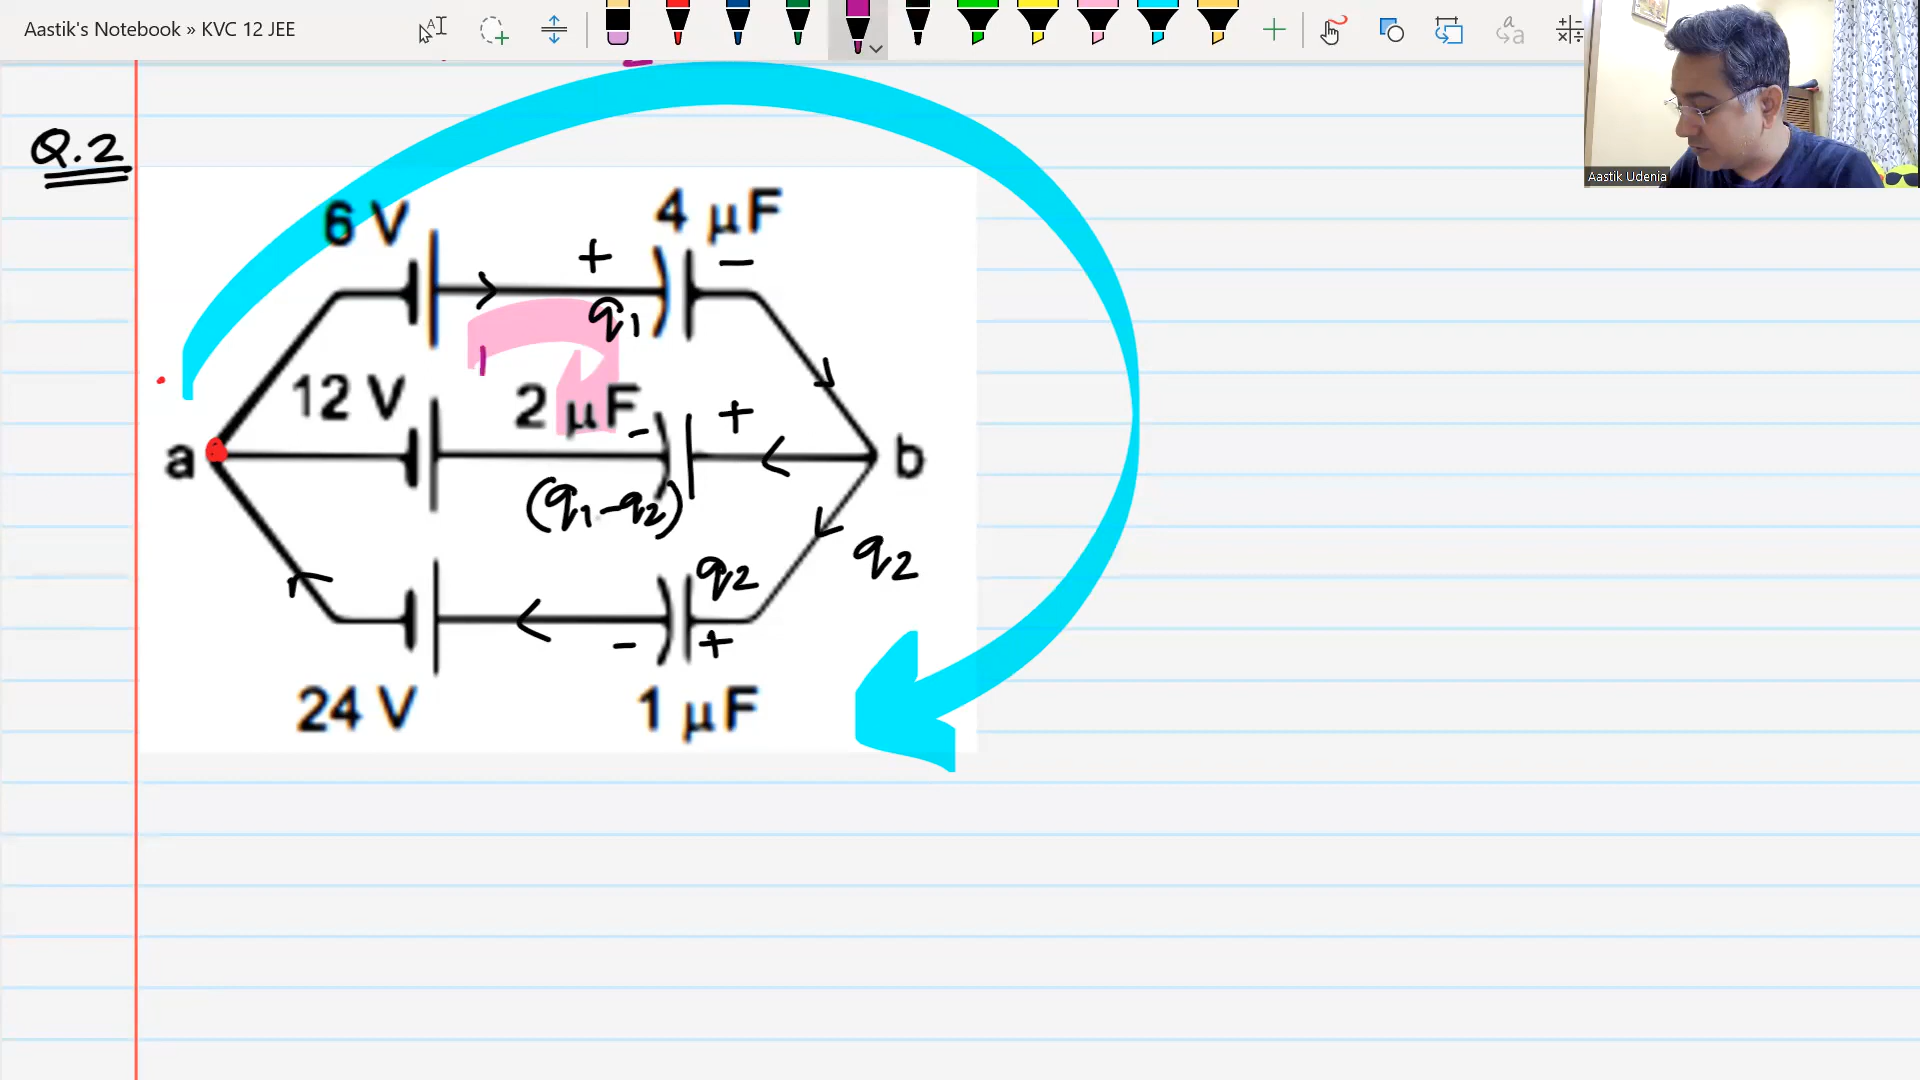 Aastik's Notebook » KVC 12 JEE
Aastik Udenia
Q.2
6 V
4 μF
+
-
q1
12 V
2 μF
-
+
a
b
(q1-q2)
q2
q2
-
+
24 V
1 μF